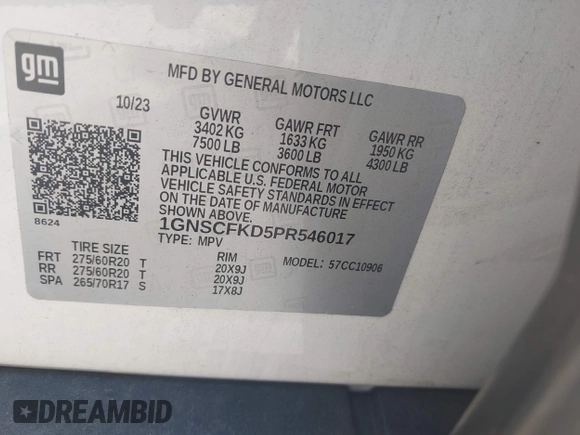 gm
MFD BY GENERAL MOTORS LLC
10/23
GVWR
3402 KG
7500 LB
GAWR FRT
1633 KG
3600 LB
GAWR RR
1950 KG
4300 LB
THIS VEHICLE CONFORMS TO ALL
APPLICABLE U.S. FEDERAL MOTOR
VEHICLE SAFETY STANDARDS IN EFFECT
ON THE DATE OF MANUFACTURE
SHOWN ABOVE.
8624
1GNSCFKD5PR546017
TYPE: MPV
MODEL: 57CC10906
TIRE SIZE RIM
FRT 275/60R20 T 20X9J
RR 275/60R20 T 20X9J
SPA 265/70R17 S 17X8J
DREAMBID